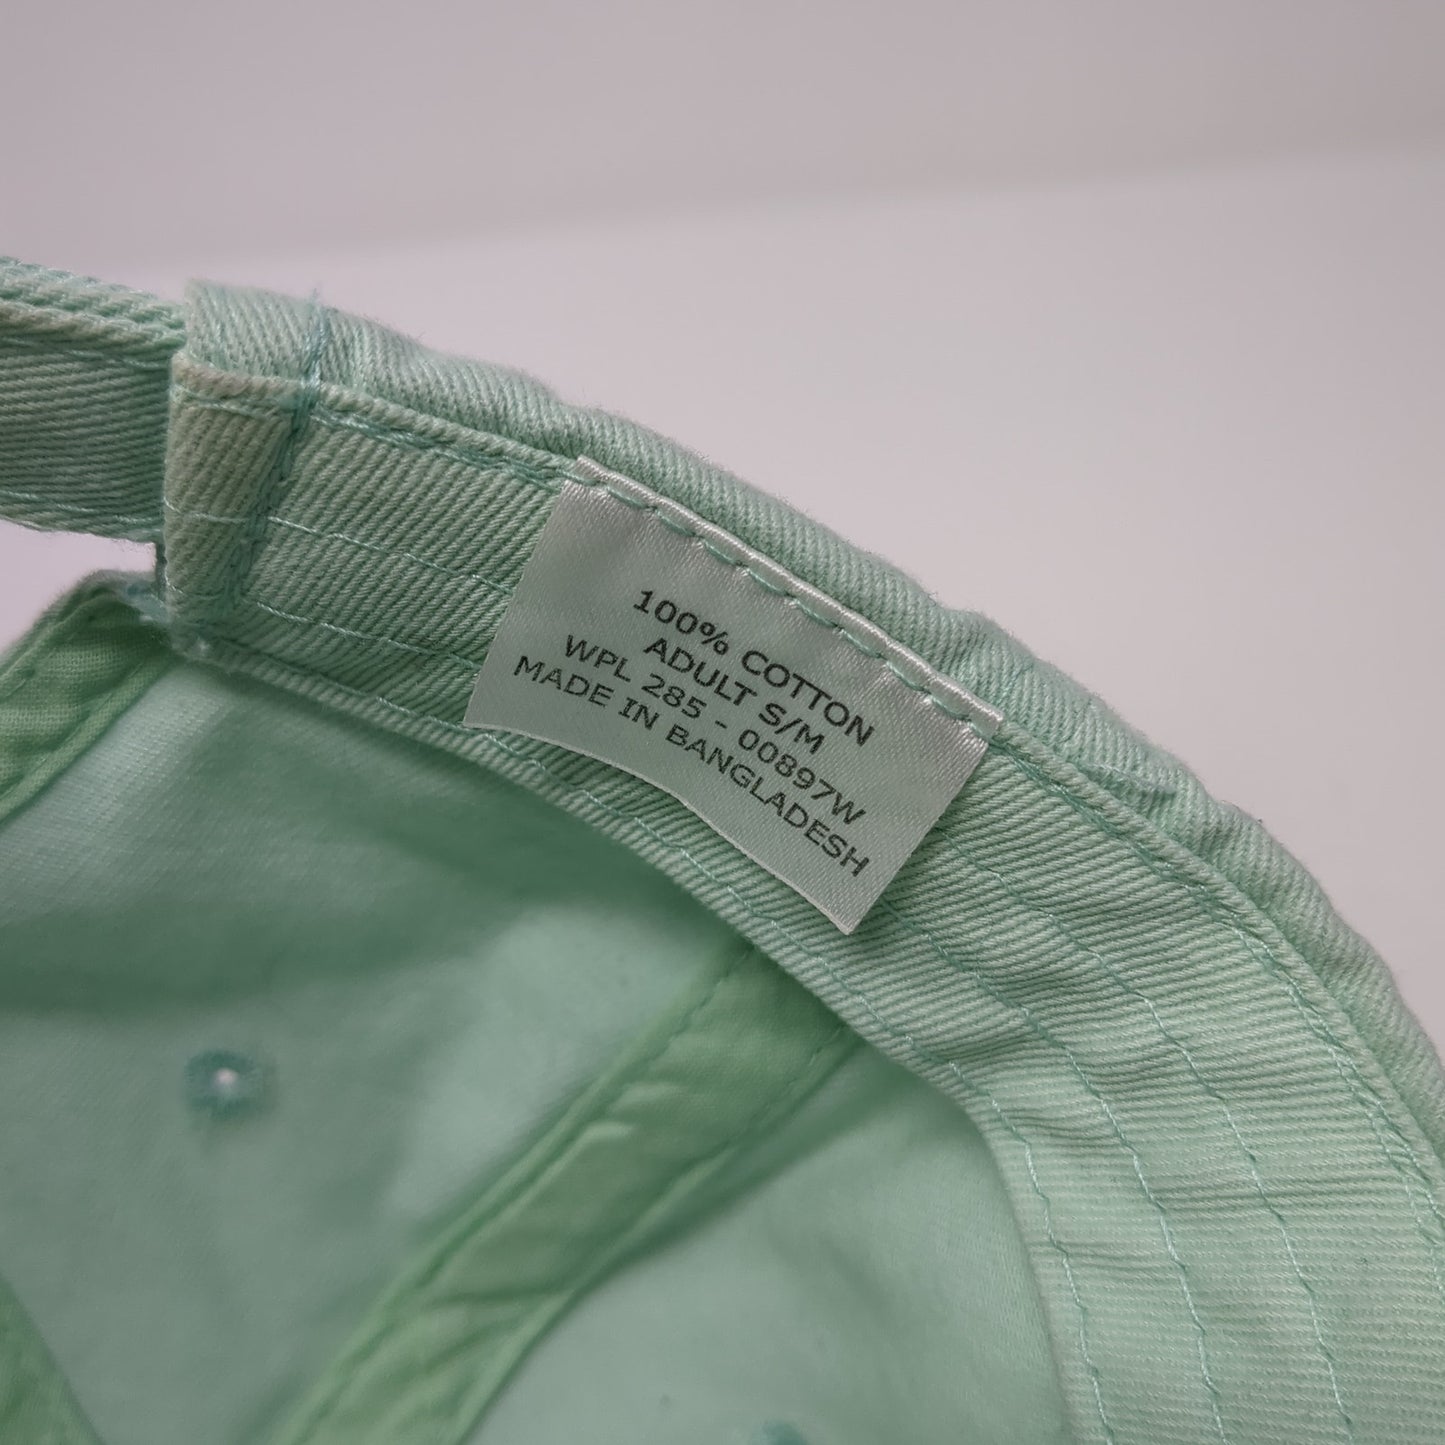 100% COTTON
ADULT S/M
WPL 285 - 00897W
MADE IN BANGLADESH